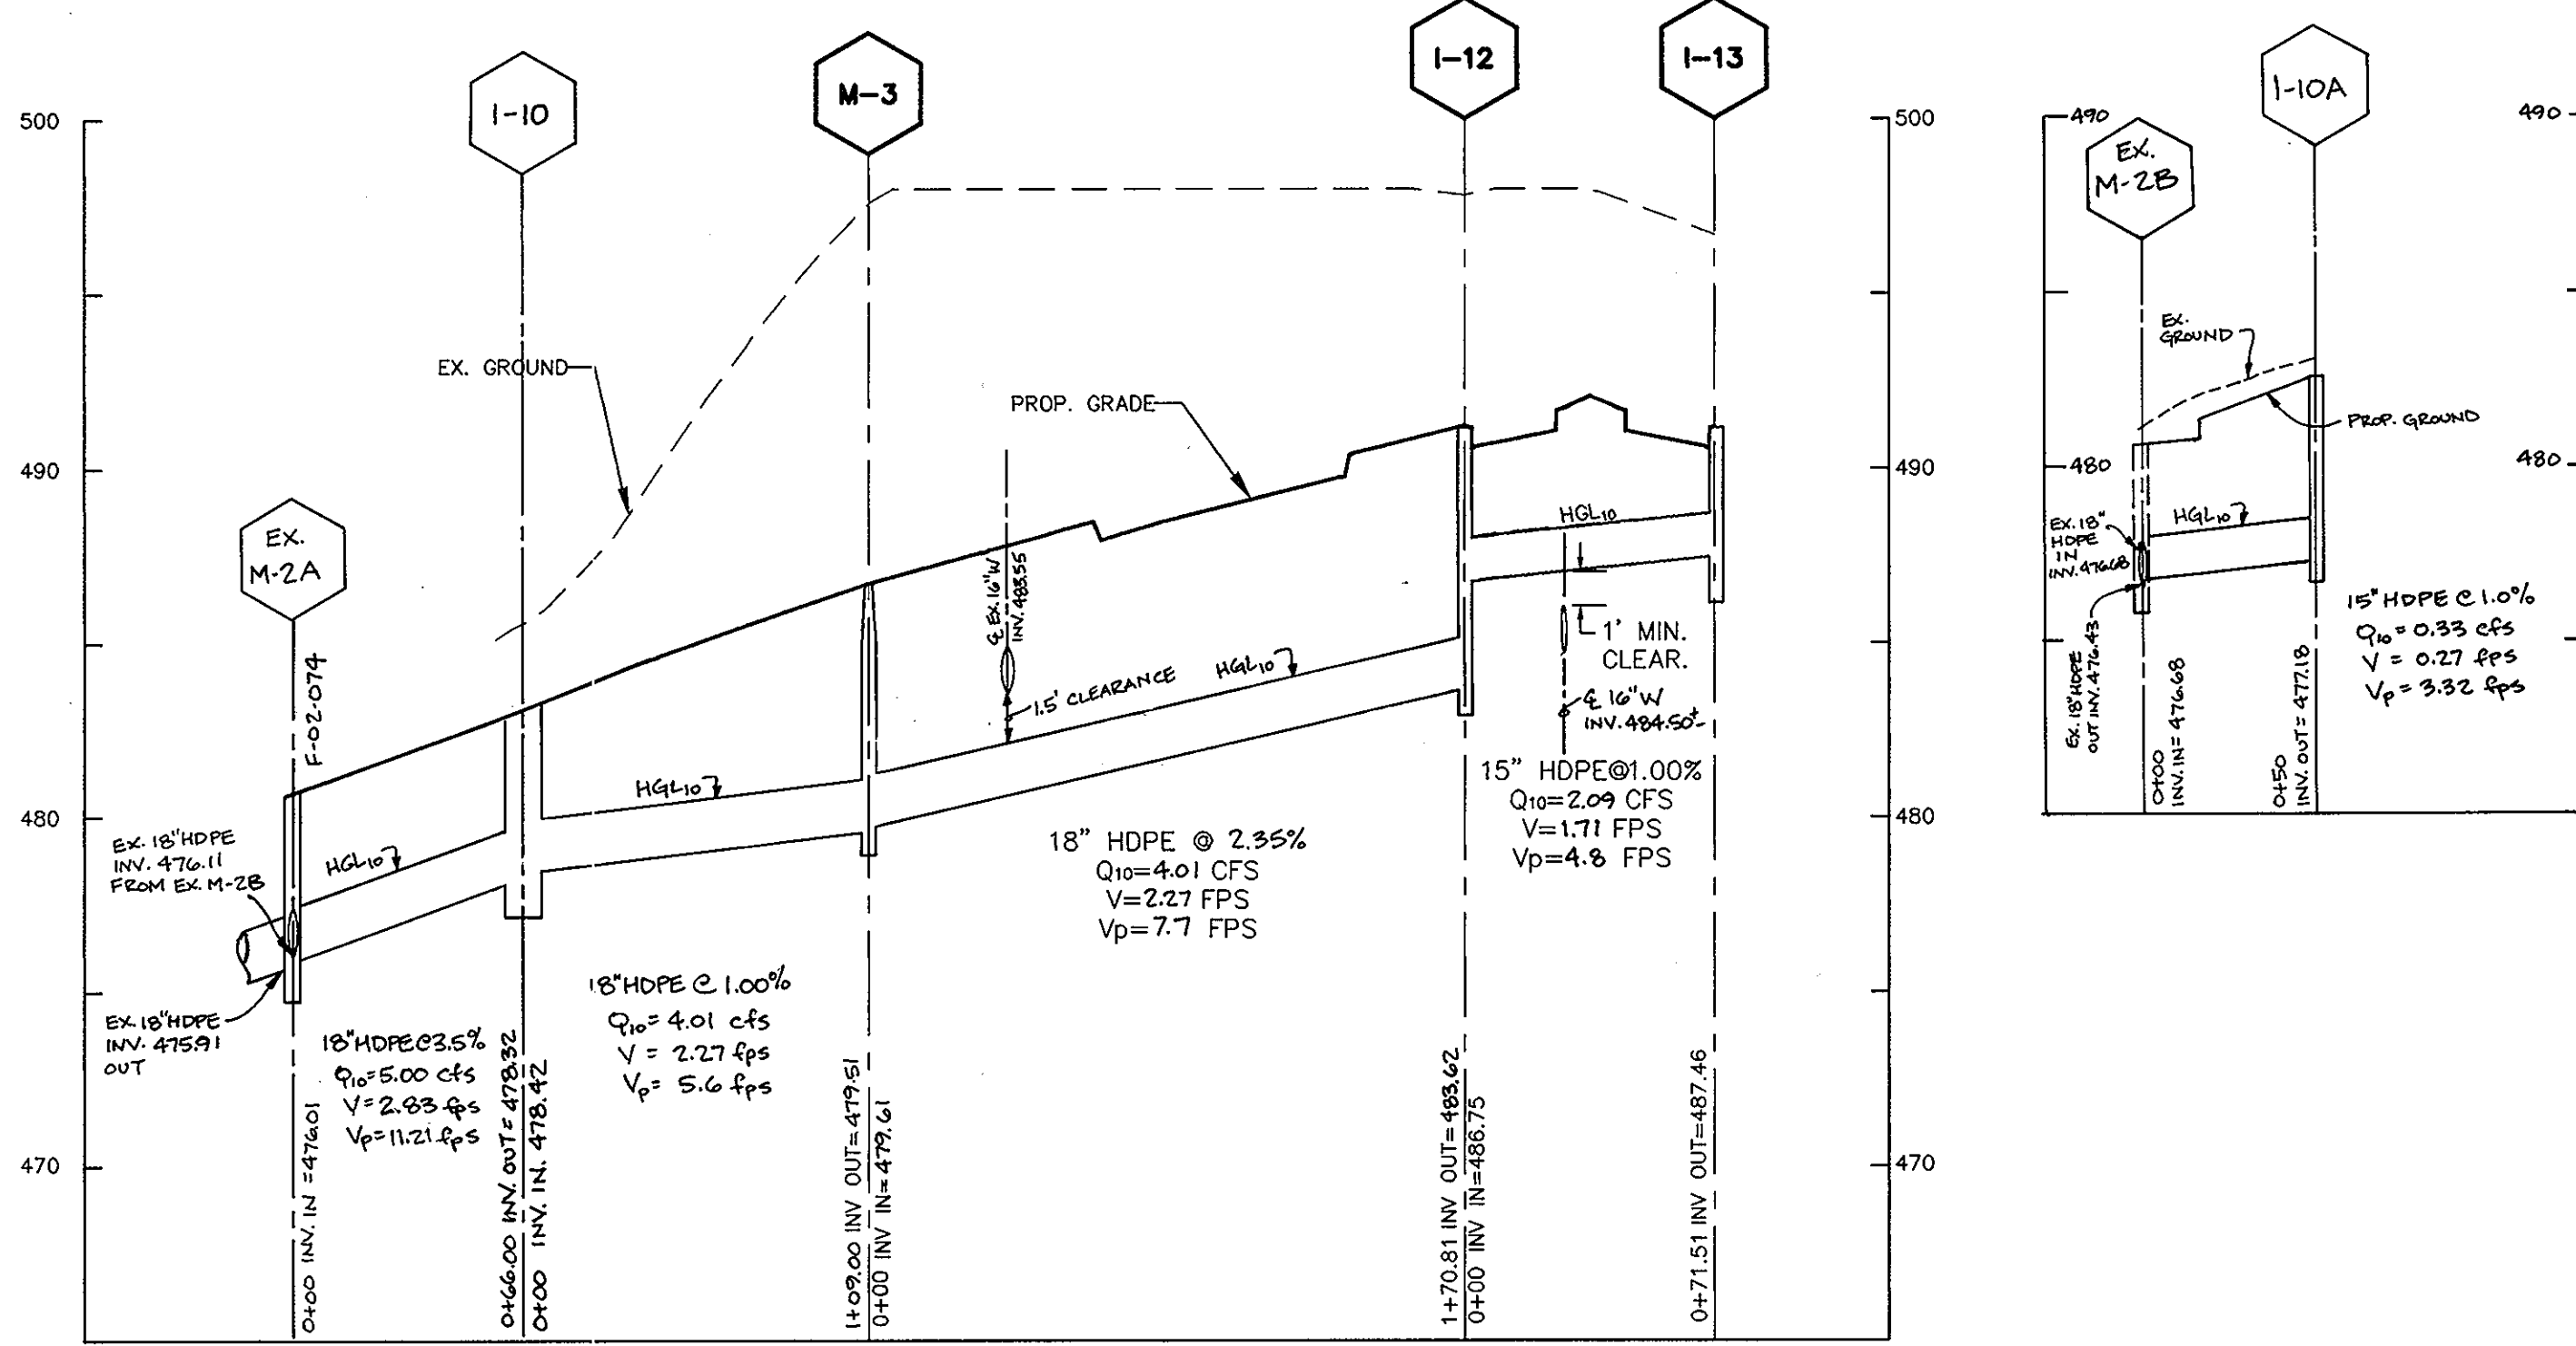 I-10
M-3
I-12
I-13
EX.
M-2B
I-10A
500
490
480
470
500
490
480
470
EX. GROUND
PROP. GRADE
EX.
M-2A
F-02-074
EX. 18"HDPE
INV. 476.11
FROM EX. M-2B
EX. 18"HDPE
INV. 475.91
OUT
HGL10
18"HDPE@3.5%
Q10=5.00 cfs
V=2.83 fps
Vp=11.21 fps
0+00 INV. IN =476.01
0+66.00 INV. OUT=478.32
0+00 INV. IN. 478.42
HGL10
18"HDPE @ 1.00%
Q10= 4.01 cfs
V = 2.27 fps
Vp= 5.6 fps
1+09.00 INV OUT=479.51
0+00 INV IN=479.61
℄ EX. 16"W
INV. 483.55
1.5' CLEARANCE
HGL10
18" HDPE @ 2.35%
Q10=4.01 CFS
V=2.27 FPS
Vp=7.7 FPS
1+70.81 INV OUT=483.62
0+00 INV IN=486.75
HGL10
1' MIN.
CLEAR.
℄ 16"W
INV. 484.50±
15" HDPE@1.00%
Q10=2.09 CFS
V=1.71 FPS
Vp=4.8 FPS
0+71.51 INV OUT=487.46
490
480
490
480
EX.
GROUND
PROP. GROUND
HGL10
EX. 18"
HDPE
IN
INV. 476.68
EX. 18"HDPE
OUT INV. 476.43
0+00
INV. IN= 476.68
0+50
INV. OUT= 477.18
15"HDPE @ 1.0%
Q10= 0.33 cfs
V = 0.27 fps
Vp= 3.32 fps